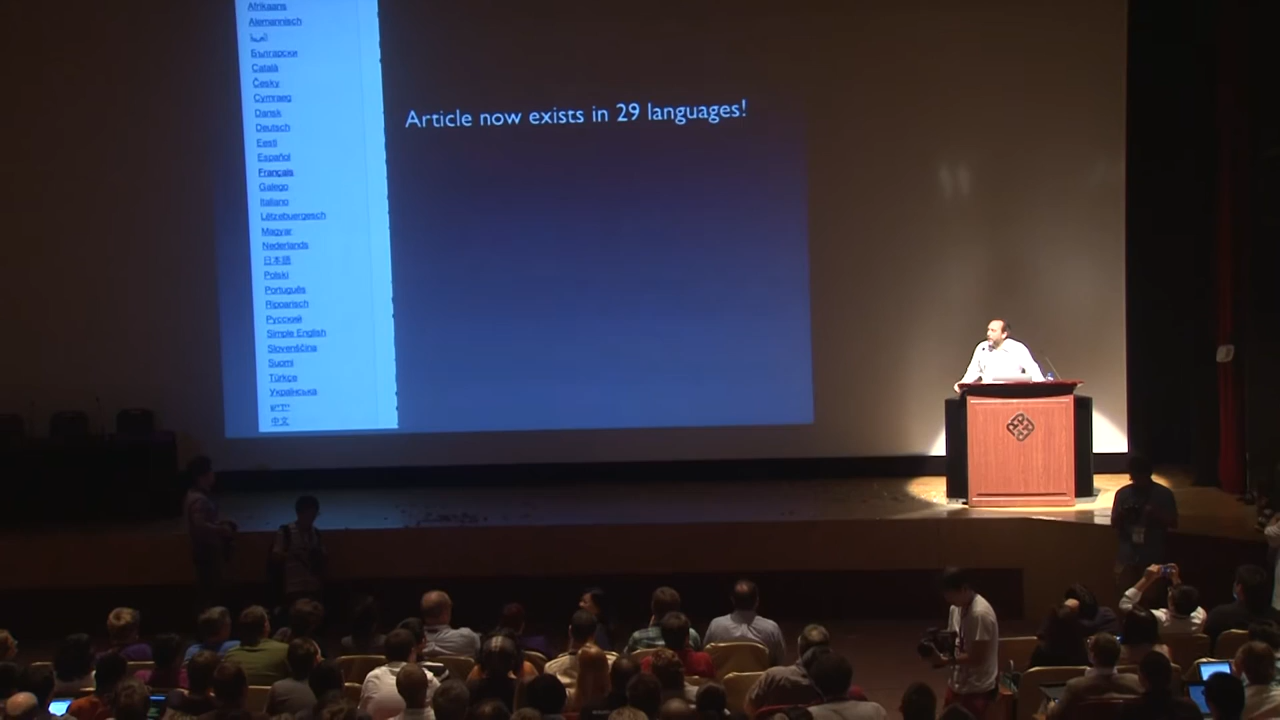 Afrikaans
Alemannisch
العربية
Български
Català
Česky
Cymraeg
Dansk
Deutsch
Eesti
Español
Français
Galego
Italiano
Lëtzebuergesch
Magyar
Nederlands
日本語
Polski
Português
Ripoarisch
Русский
Simple English
Slovenščina
Suomi
Türkçe
Українська
ייִדיש
中文
Article now exists in 29 languages!